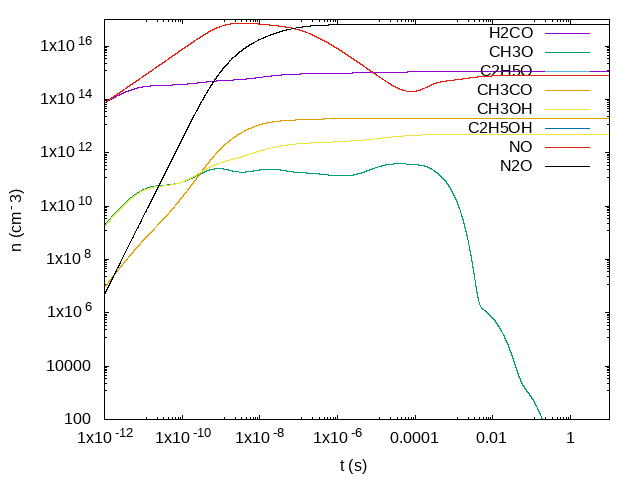 1x10^16
1x10^14
1x10^12
1x10^10
1x10^8
1x10^6
10000
100
n (cm^-3)
H2CO
CH3O
C2H5O
CH3CO
CH3OH
C2H5OH
NO
N2O
1x10^-12 1x10^-10 1x10^-8 1x10^-6 0.0001 0.01 1
t (s)